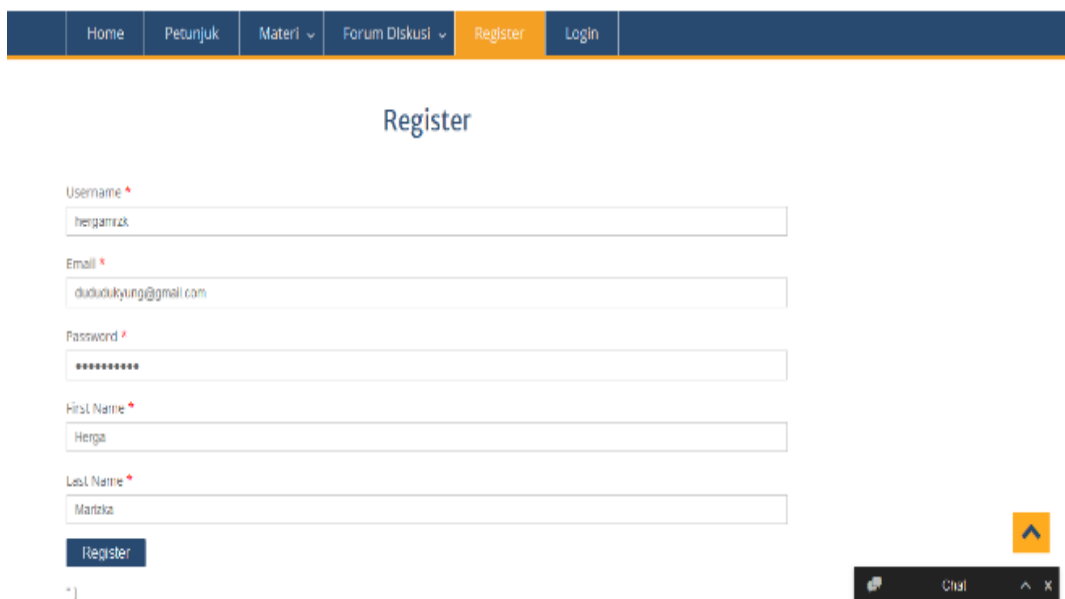 Home Petunjuk Materi Forum DIskusi Register Login
Register
Username *
hergamrzk
Email *
dududukyung@gmail.com
Password *
••••••••••
First Name *
Herga
Last Name *
Marizka
Register
Chat ^ x
"]